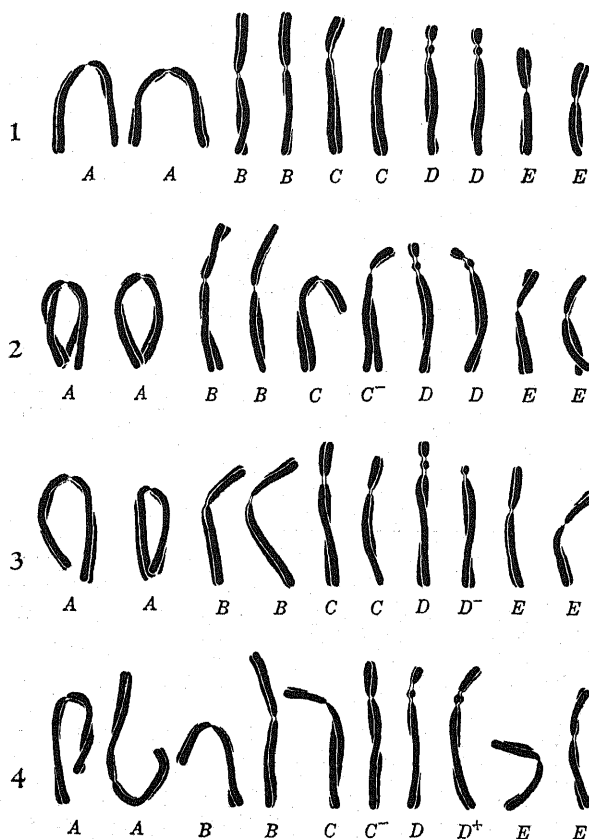 1
A A B B C C D D E E
2
A A B B C C⁻ D D E E
3
A A B B C C D D⁻ E E
4
A A B B C C⁻ D D⁺ E E